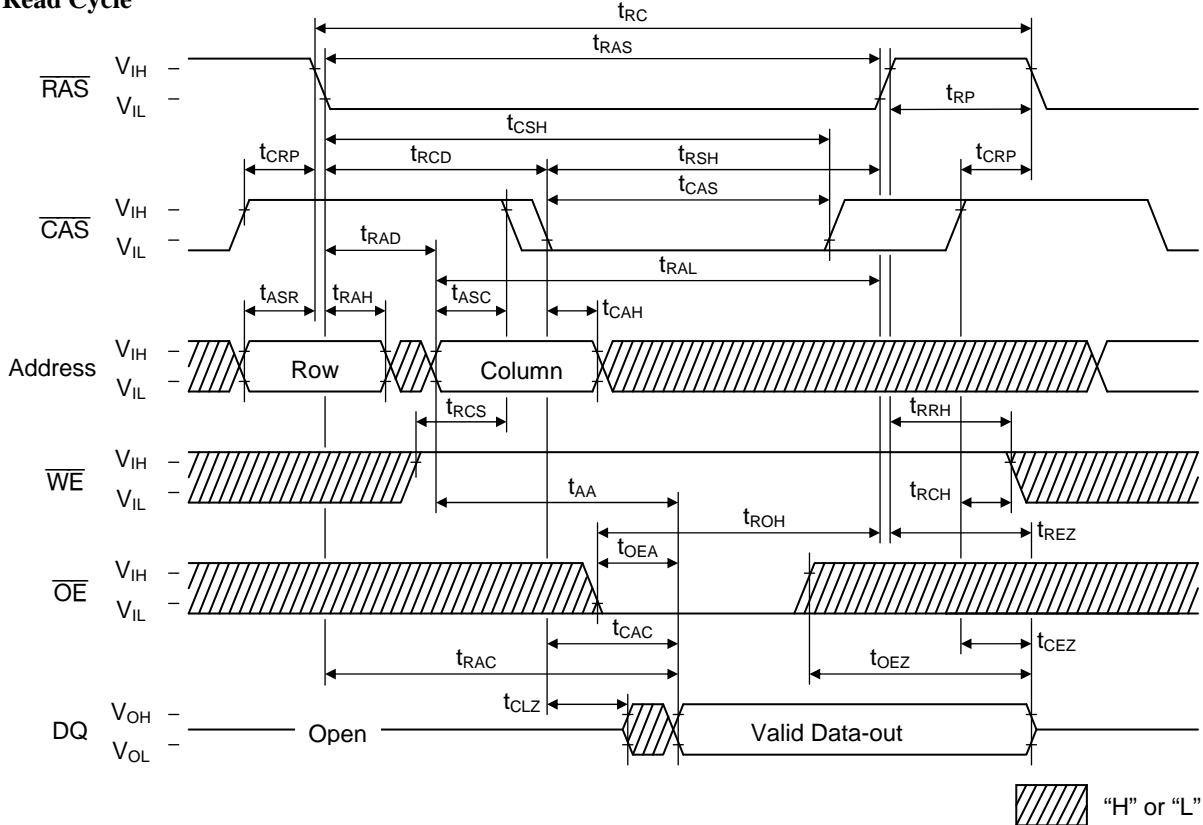 Read Cycle
tRC
VIH
RAS
VIL
tRAS
tRP
tCSH
tCRP
tRCD
tRSH
tCRP
tCAS
VIH
CAS
VIL
tRAD
tRAL
tASR
tRAH
tASC
tCAH
VIH
Address
VIL
Row
Column
tRCS
tRRH
VIH
WE
VIL
tAA
tRCH
tROH
tREZ
tOEA
VIH
OE
VIL
tCAC
tCEZ
tRAC
tOEZ
tCLZ
VOH
DQ
VOL
Open
Valid Data-out
"H" or "L"